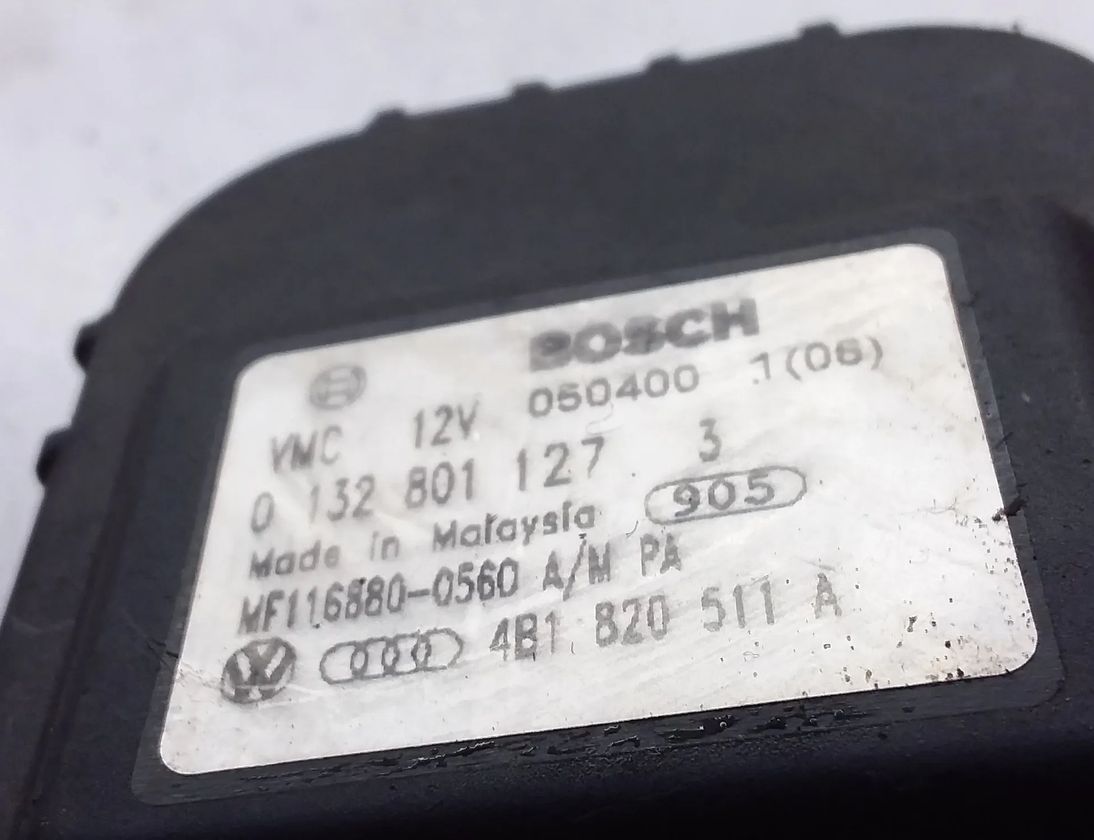 BOSCH
VMC 12V 050400 1(06)
0 132 801 127 3
Made in Malaysia 905
MF116880-0560 A/M PA
4B1 820 511 A